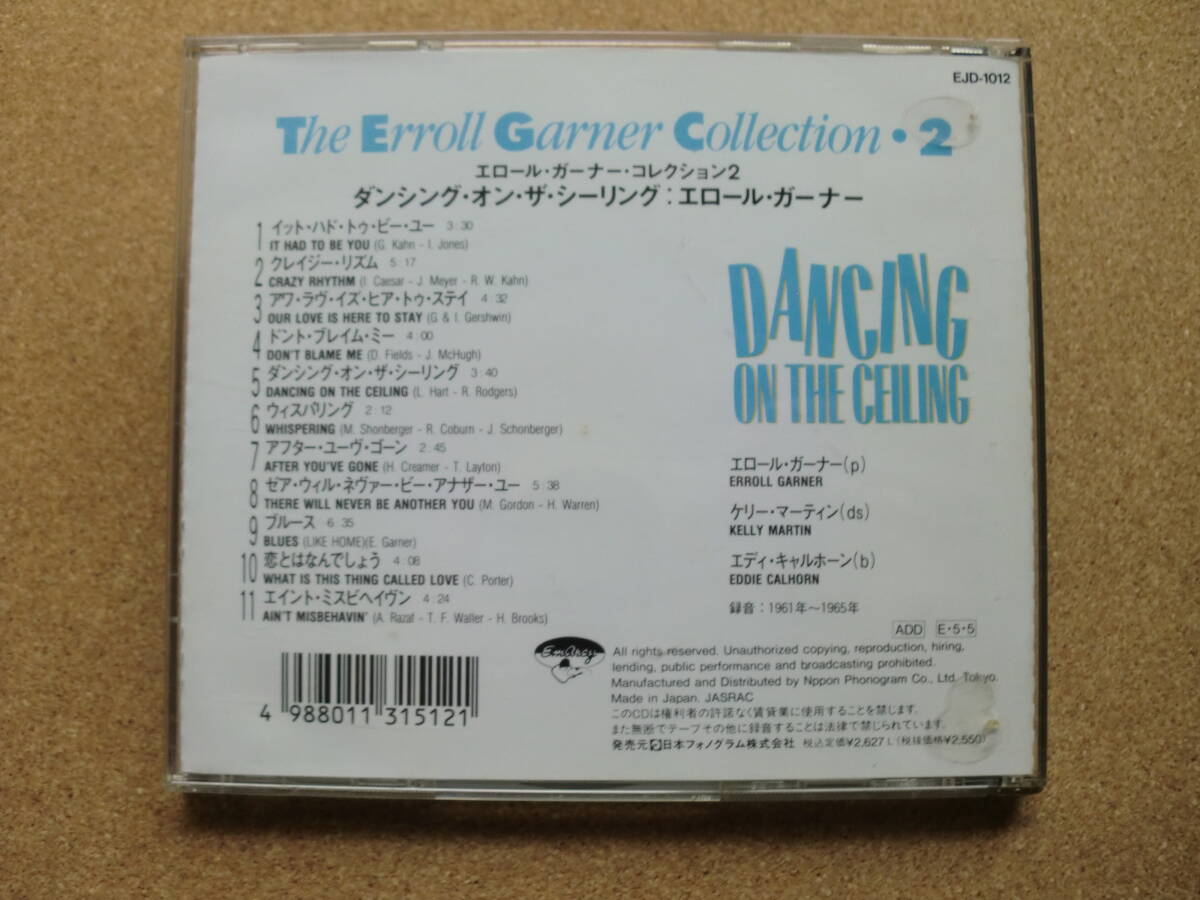 EJD-1012
The Erroll Garner Collection・2
エロール・ガーナー・コレクション2
ダンシング・オン・ザ・シーリング：エロール・ガーナー
1 イット・ハド・トゥ・ビー・ユー 3:30
IT HAD TO BE YOU (G. Kahn - I. Jones)
2 クレイジー・リズム 5:17
CRAZY RHYTHM (I. Caesar - J. Meyer - R. W. Kahn)
3 アワ・ラヴ・イズ・ヒア・トゥ・ステイ 4:32
OUR LOVE IS HERE TO STAY (G & I. Gershwin)
4 ドント・ブレイム・ミー 4:00
DON'T BLAME ME (D. Fields - J. McHugh)
5 ダンシング・オン・ザ・シーリング 3:40
DANCING ON THE CEILING (L. Hart - R. Rodgers)
6 ウィスパリング 2:12
WHISPERING (M. Shonberger - R. Coburn - J. Schonberger)
7 アフター・ユーヴ・ゴーン 2:45
AFTER YOU'VE GONE (H. Creamer - T. Layton)
8 ゼア・ウィル・ネヴァー・ビー・アナザー・ユー 5:38
THERE WILL NEVER BE ANOTHER YOU (M. Gordon - H. Warren)
9 ブルース 6:35
BLUES (LIKE HOME)(E. Garner)
10 恋とはなんでしょう 4:08
WHAT IS THIS THING CALLED LOVE (C. Porter)
11 エイント・ミスビヘイヴン 4:24
AIN'T MISBEHAVIN' (A. Razaf - T. F. Waller - H. Brooks)
DANCING
ON THE CEILING
エロール・ガーナー(p)
ERROLL GARNER
ケリー・マーティン(ds)
KELLY MARTIN
エディ・キャルホーン(b)
EDDIE CALHORN
録音：1961年〜1965年
ADD E・5・5
EmArcy
All rights reserved. Unauthorized copying, reproduction, hiring,
lending, public performance and broadcasting prohibited.
Manufactured and Distributed by Nppon Phonogram Co., Ltd. Tokyo.
Made in Japan. JASRAC
このCDは権利者の許諾なく賃貸業に使用することを禁じます。
また無断でテープその他に録音することは法律で禁じられています。
発売元 日本フォノグラム株式会社 税込定価¥2,627 L (税抜価格¥2,550)
4 988011 315121